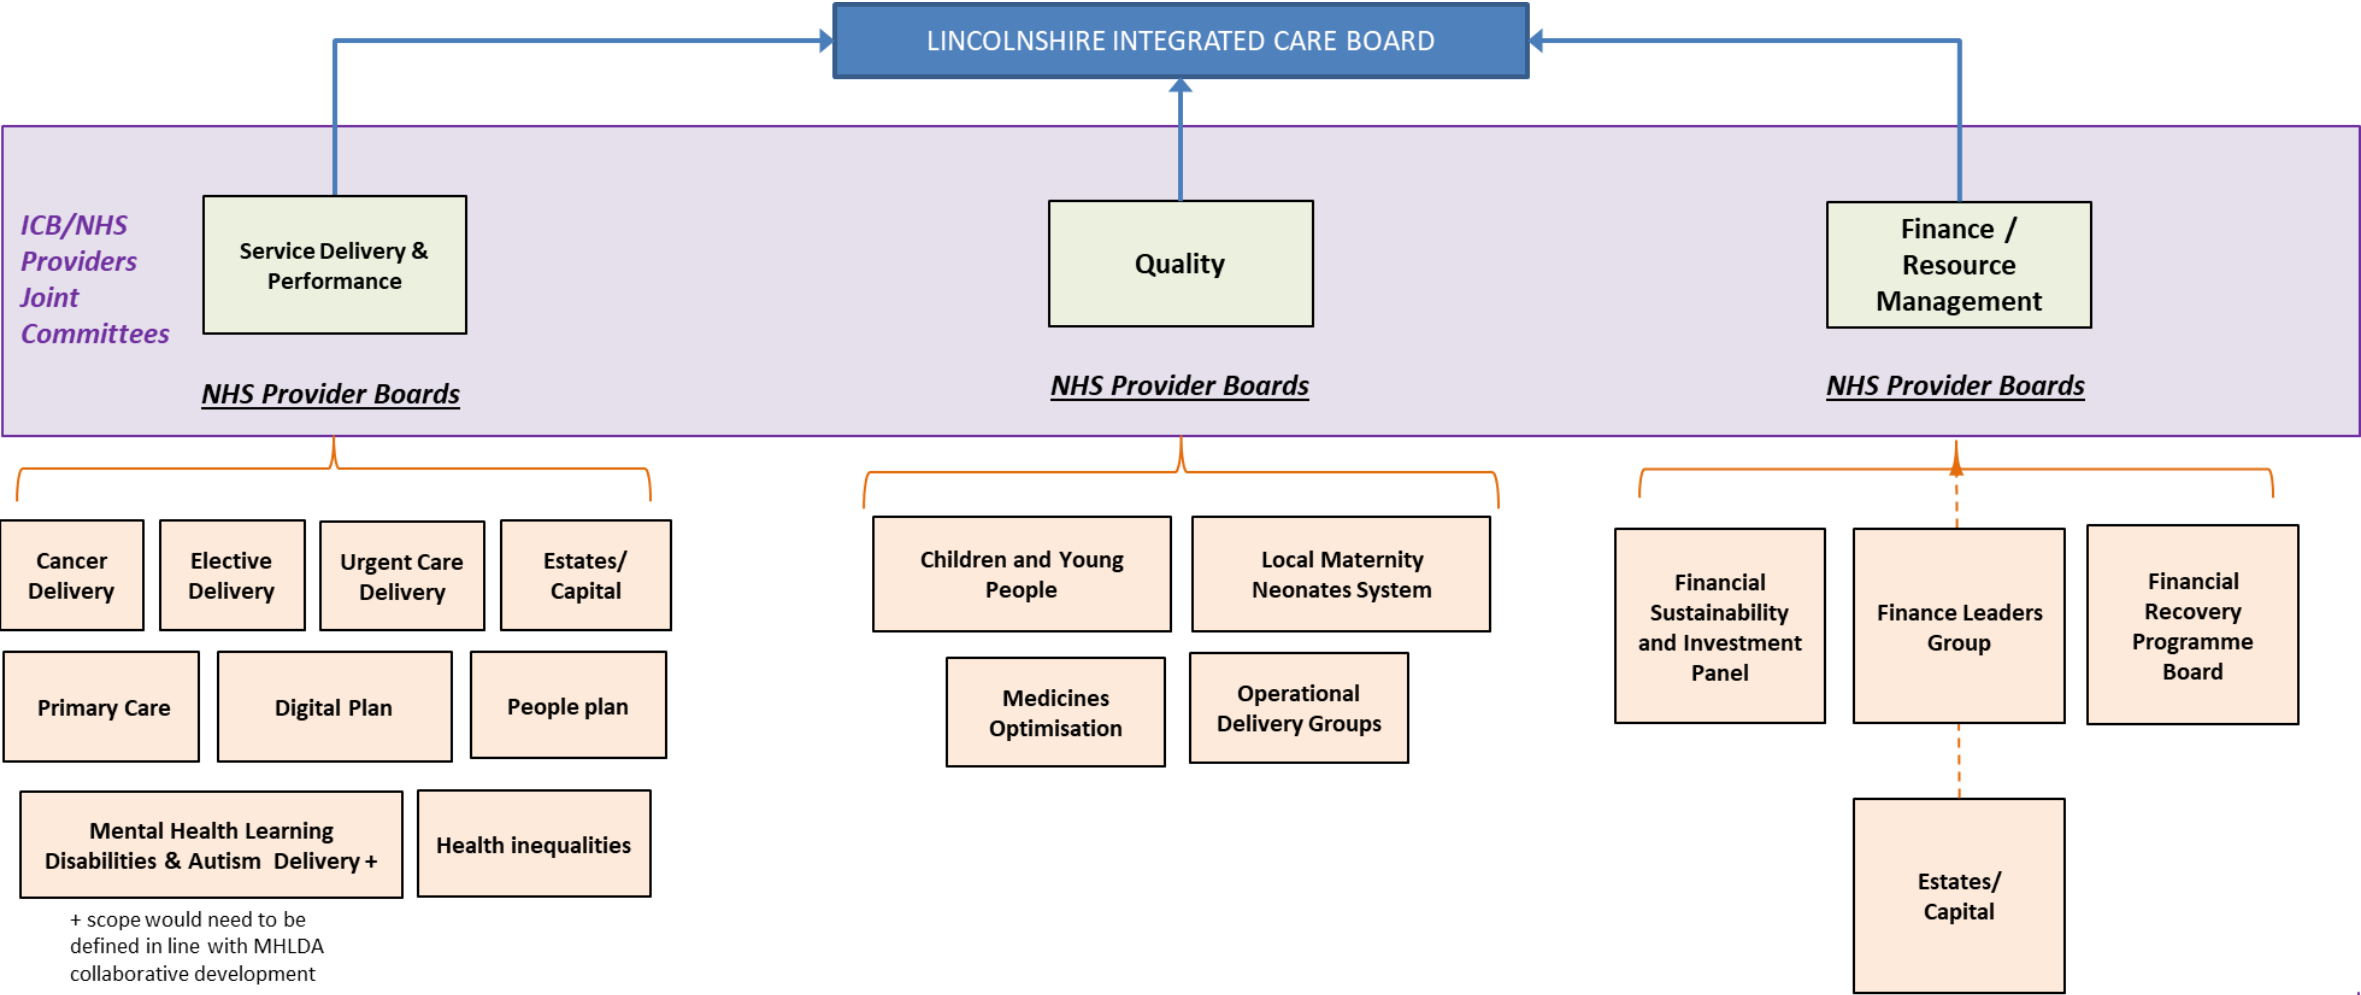 LINCOLNSHIRE INTEGRATED CARE BOARD
ICB/NHS
Providers
Joint
Committees
Service Delivery &
Performance
Quality
Finance /
Resource
Management
NHS Provider Boards
NHS Provider Boards
NHS Provider Boards
Cancer
Delivery
Elective
Delivery
Urgent Care
Delivery
Estates/
Capital
Primary Care
Digital Plan
People plan
Mental Health Learning
Disabilities & Autism Delivery +
Health inequalities
+ scope would need to be
defined in line with MHLDA
collaborative development
Children and Young
People
Local Maternity
Neonates System
Medicines
Optimisation
Operational
Delivery Groups
Financial
Sustainability
and Investment
Panel
Finance Leaders
Group
Financial
Recovery
Programme
Board
Estates/
Capital